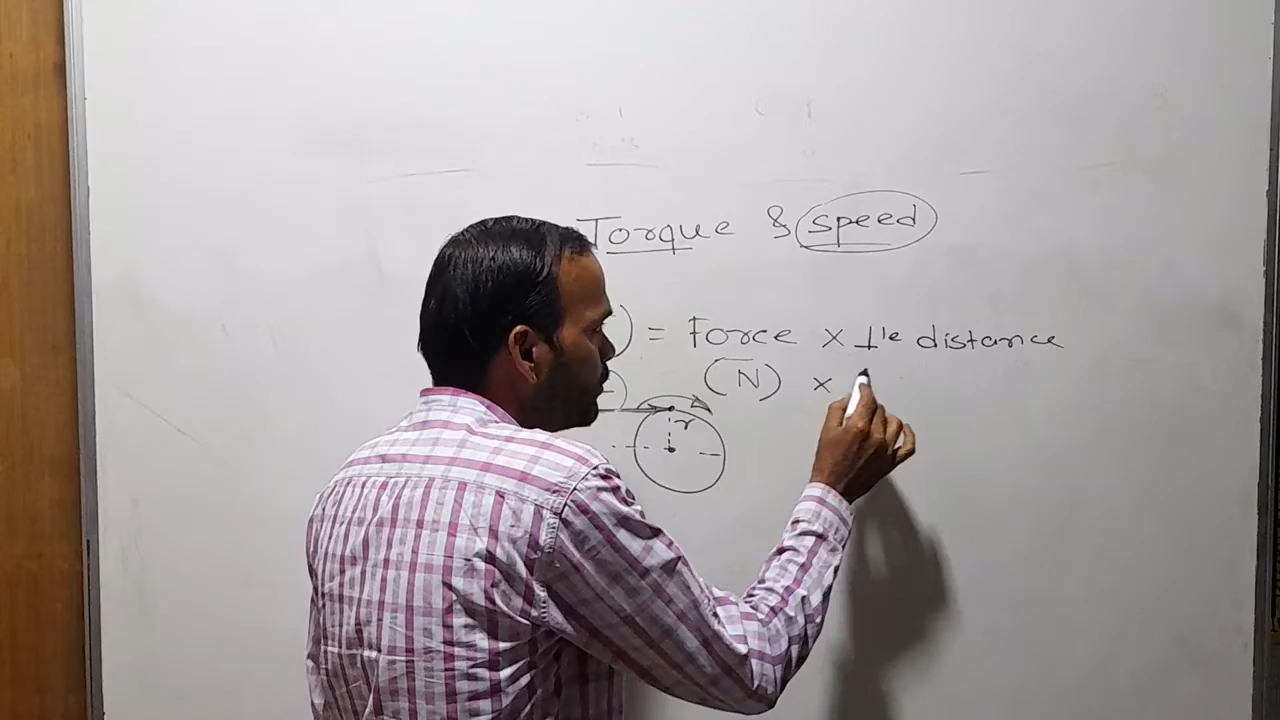 Torque & speed
) = Force × ⊥le distance
(N) ×
r